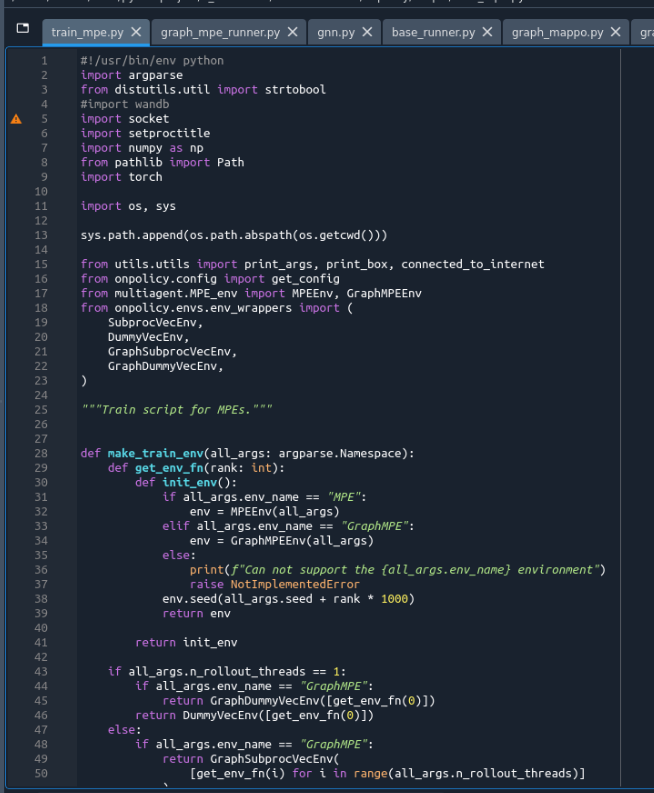 train_mpe.py graph_mpe_runner.py gnn.py base_runner.py graph_mappo.py
1 #!/usr/bin/env python
2 import argparse
3 from distutils.util import strtobool
4 #import wandb
5 import socket
6 import setproctitle
7 import numpy as np
8 from pathlib import Path
9 import torch
10
11 import os, sys
12
13 sys.path.append(os.path.abspath(os.getcwd()))
14
15 from utils.utils import print_args, print_box, connected_to_internet
16 from onpolicy.config import get_config
17 from multiagent.MPE_env import MPEEnv, GraphMPEEnv
18 from onpolicy.envs.env_wrappers import (
19     SubprocVecEnv,
20     DummyVecEnv,
21     GraphSubprocVecEnv,
22     GraphDummyVecEnv,
23 )
24
25 """Train script for MPEs."""
26
27
28 def make_train_env(all_args: argparse.Namespace):
29     def get_env_fn(rank: int):
30         def init_env():
31             if all_args.env_name == "MPE":
32                 env = MPEEnv(all_args)
33             elif all_args.env_name == "GraphMPE":
34                 env = GraphMPEEnv(all_args)
35             else:
36                 print(f"Can not support the {all_args.env_name} environment")
37                 raise NotImplementedError
38             env.seed(all_args.seed + rank * 1000)
39             return env
40
41         return init_env
42
43     if all_args.n_rollout_threads == 1:
44         if all_args.env_name == "GraphMPE":
45             return GraphDummyVecEnv([get_env_fn(0)])
46         return DummyVecEnv([get_env_fn(0)])
47     else:
48         if all_args.env_name == "GraphMPE":
49             return GraphSubprocVecEnv(
50                 [get_env_fn(i) for i in range(all_args.n_rollout_threads)]